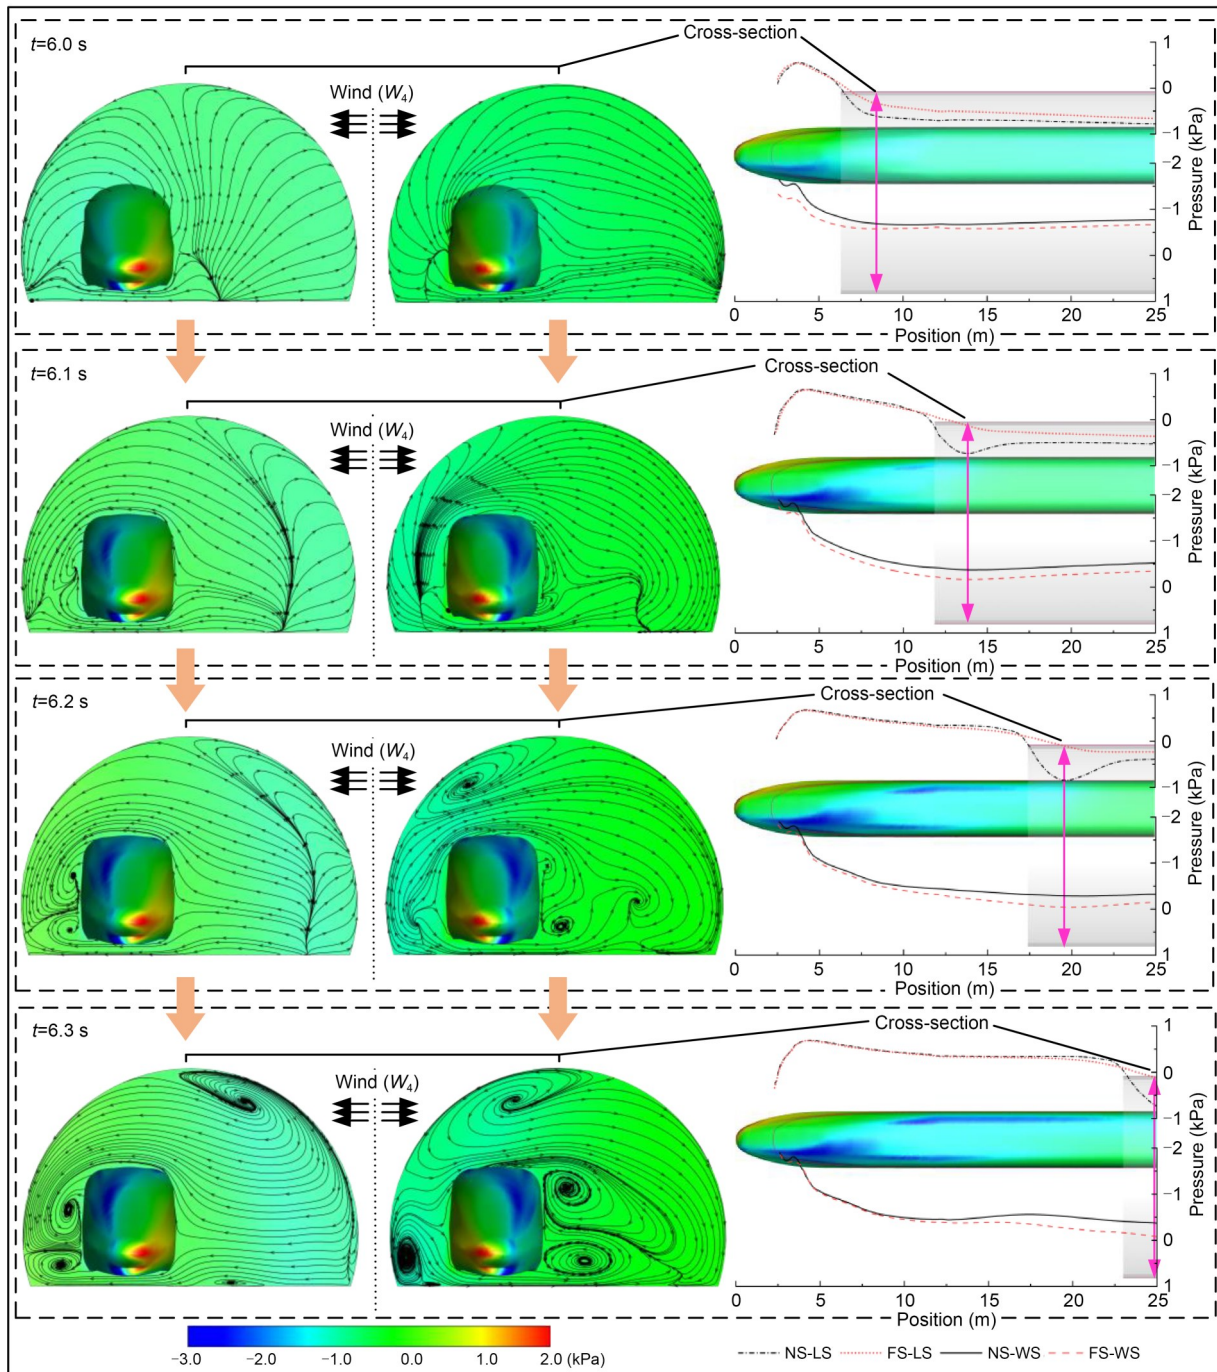 t=6.0 s
Cross-section
Wind (W4)
1
0
−1
−2
−1
0
1
Pressure (kPa)
0 5 10 15 20 25
Position (m)
t=6.1 s
Cross-section
Wind (W4)
1
0
−1
−2
−1
0
1
Pressure (kPa)
0 5 10 15 20 25
Position (m)
t=6.2 s
Cross-section
Wind (W4)
1
0
−1
−2
−1
0
1
Pressure (kPa)
0 5 10 15 20 25
Position (m)
t=6.3 s
Cross-section
Wind (W4)
1
0
−1
−2
−1
0
1
Pressure (kPa)
0 5 10 15 20 25
Position (m)
−3.0 −2.0 −1.0 0.0 1.0 2.0 (kPa)
NS-LS FS-LS NS-WS FS-WS